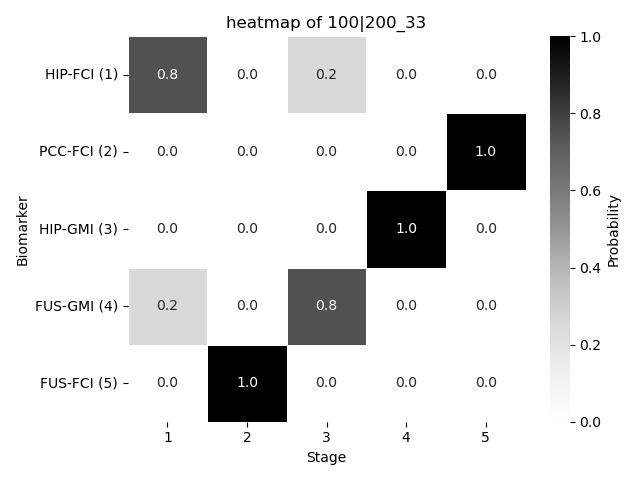 heatmap of 100|200_33
Biomarker
HIP-FCI (1) 0.8 0.0 0.2 0.0 0.0
PCC-FCI (2) 0.0 0.0 0.0 0.0 1.0
HIP-GMI (3) 0.0 0.0 0.0 1.0 0.0
FUS-GMI (4) 0.2 0.0 0.8 0.0 0.0
FUS-FCI (5) 0.0 1.0 0.0 0.0 0.0
1 2 3 4 5
Stage
1.0
0.8
0.6
0.4
0.2
0.0
Probability